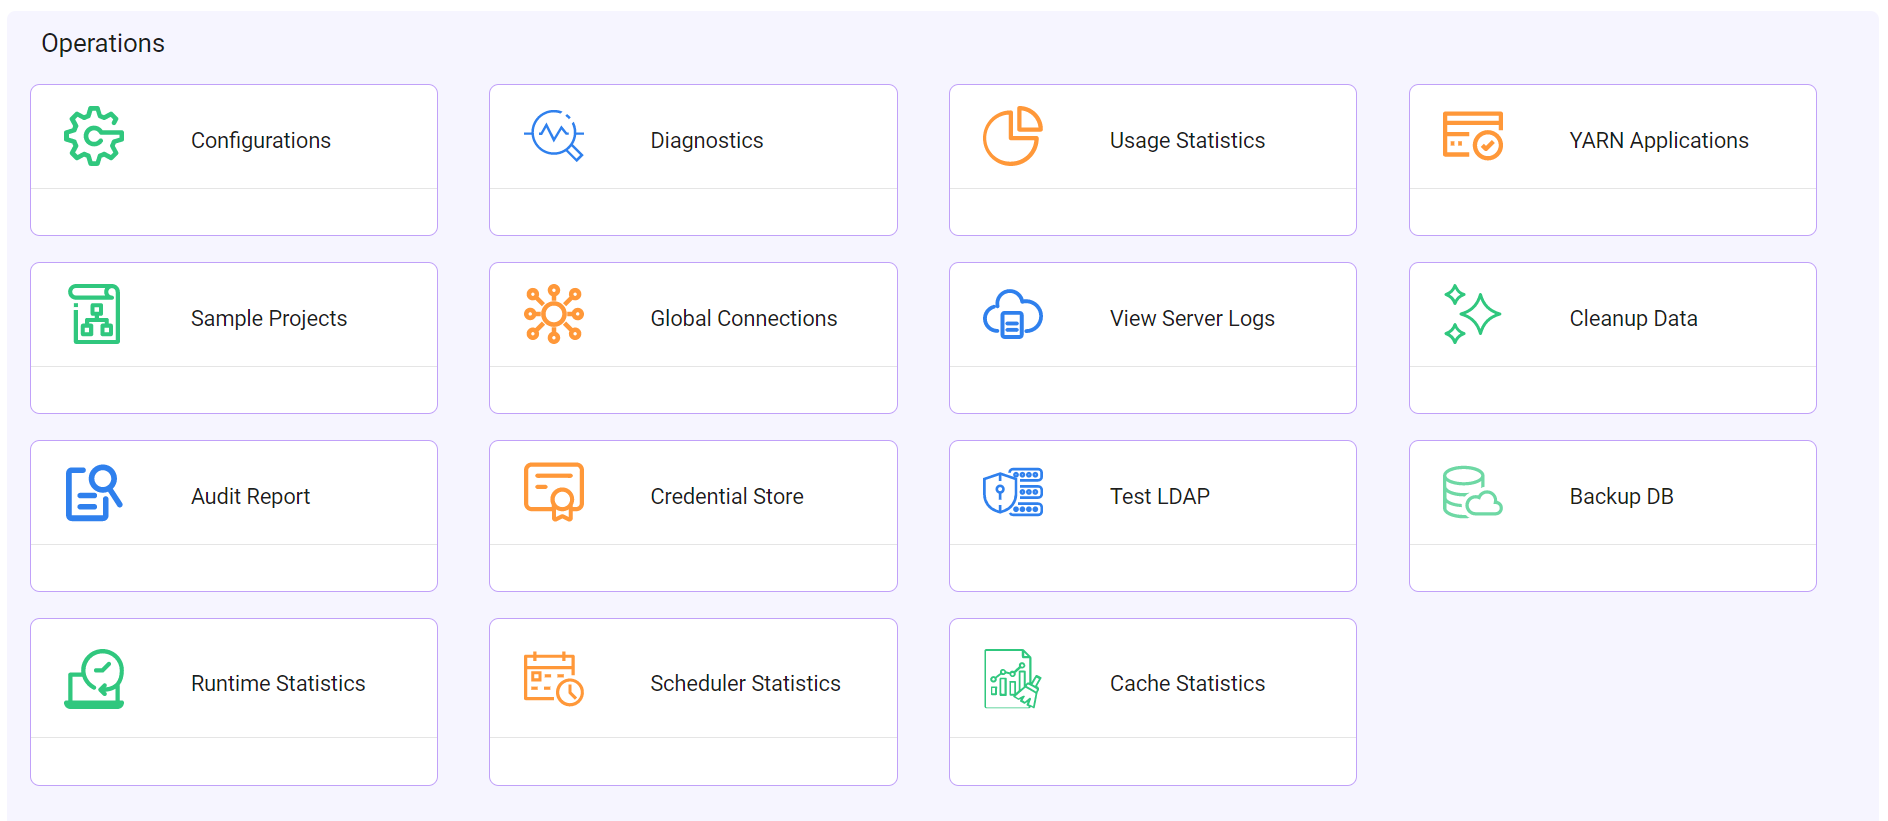 Operations
Configurations
Diagnostics
Usage Statistics
YARN Applications
Sample Projects
Global Connections
View Server Logs
Cleanup Data
Audit Report
Credential Store
Test LDAP
Backup DB
Runtime Statistics
Scheduler Statistics
Cache Statistics